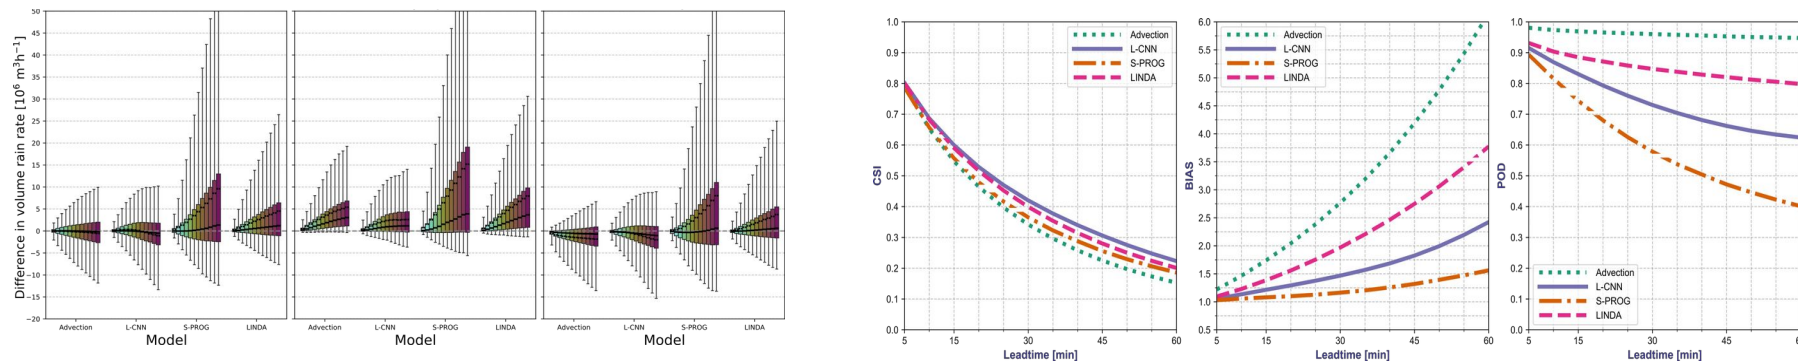 Difference in volume rain rate [10⁶ m³h⁻¹]
50
45
40
35
30
25
20
15
10
5
0
−5
−10
−15
−20
Advection L-CNN S-PROG LINDA
Model
Advection L-CNN S-PROG LINDA
Model
Advection L-CNN S-PROG LINDA
Model
CSI
1.0
0.9
0.8
0.7
0.6
0.5
0.4
0.3
0.2
0.1
0.0
Advection
L-CNN
S-PROG
LINDA
5 15 30 45 60
Leadtime [min]
BIAS
6.0
5.5
5.0
4.5
4.0
3.5
3.0
2.5
2.0
1.5
1.0
0.5
Advection
L-CNN
S-PROG
LINDA
5 15 30 45 60
Leadtime [min]
POD
1.0
0.9
0.8
0.7
0.6
0.5
0.4
0.3
0.2
0.1
0.0
Advection
L-CNN
S-PROG
LINDA
5 15 30 45
Leadtime [min]